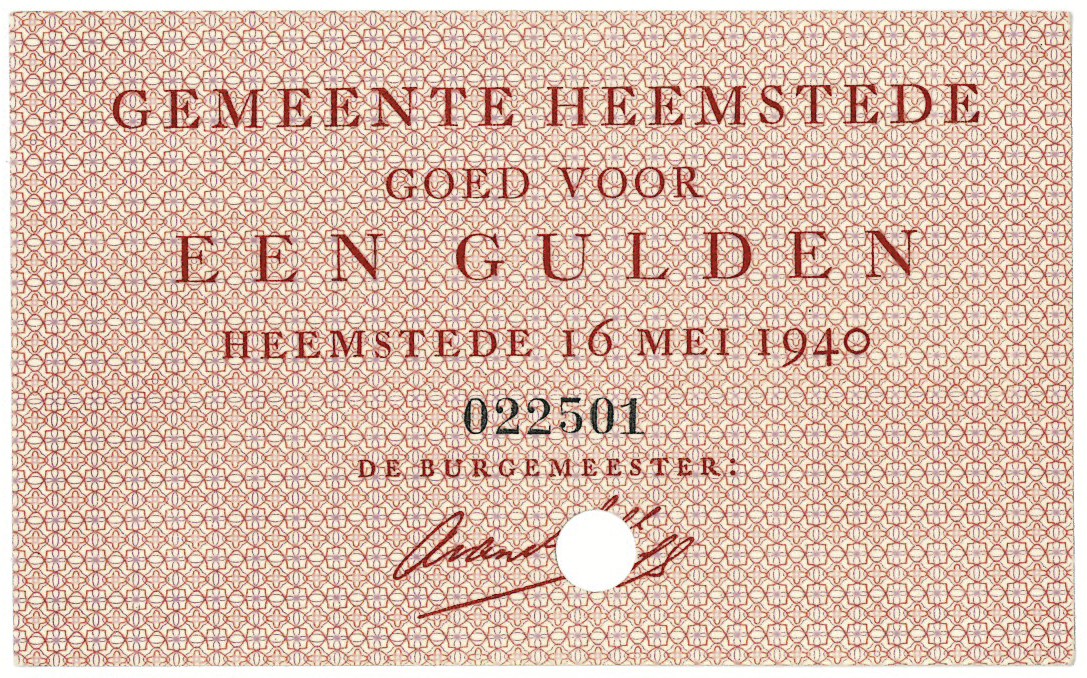 GEMEENTE HEEMSTEDE
GOED VOOR
EEN GULDEN
HEEMSTEDE 16 MEI 1940
022501
DE BURGEMEESTER: